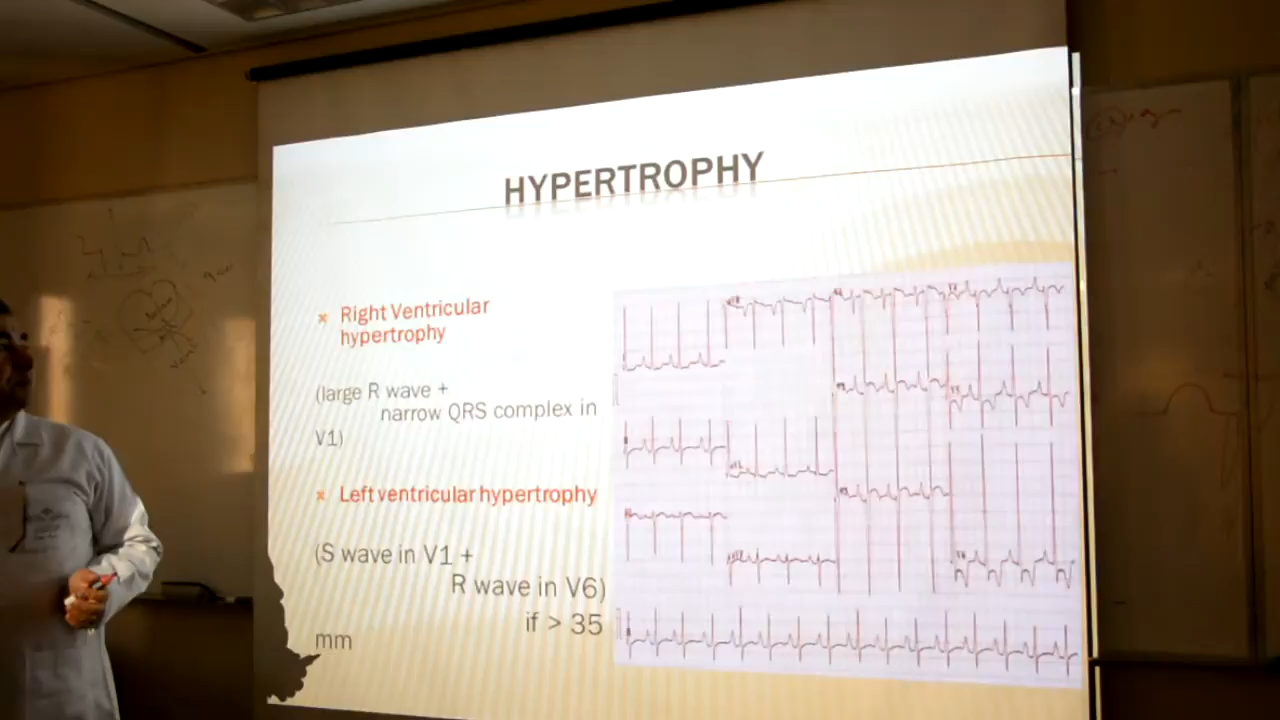 HYPERTROPHY
Right Ventricular
hypertrophy
(large R wave +
narrow QRS complex in
V1)
Left ventricular hypertrophy
(S wave in V1 +
R wave in V6)
if > 35
mm